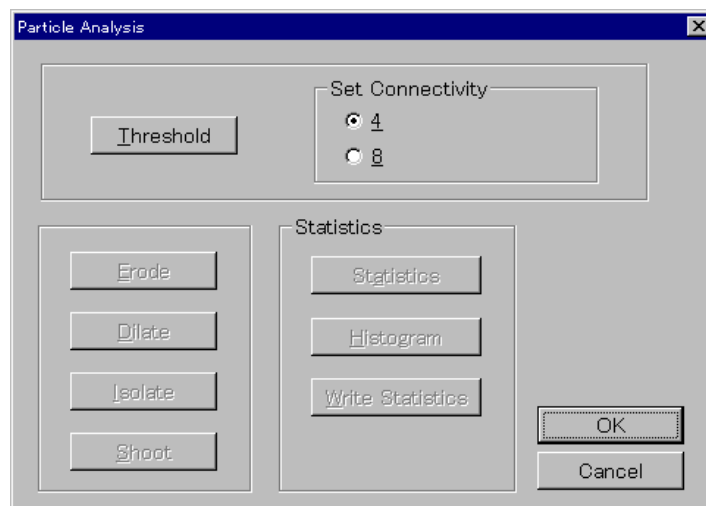 Particle Analysis
Set Connectivity
Threshold
4
8
Statistics
Erode
Dilate
Isolate
Shoot
Statistics
Histogram
Write Statistics
OK
Cancel